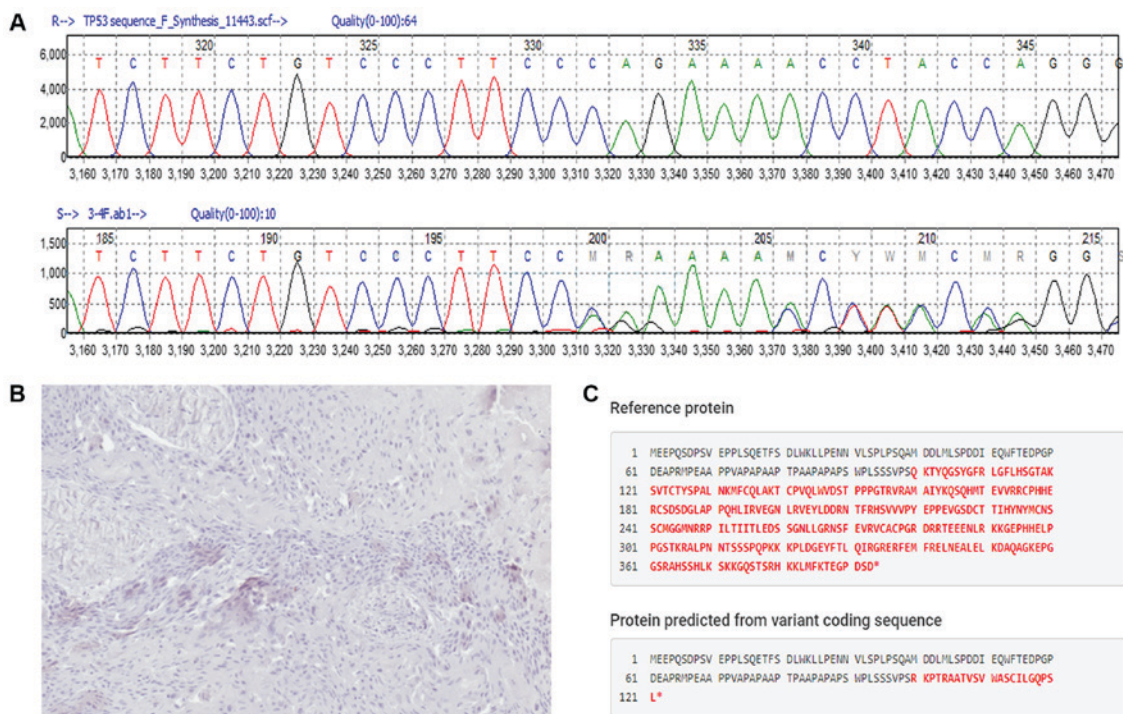 A
R--> TP53 sequence_F_Synthesis_11443.scf--> Quality(0-100):64
320 325 330 335 340 345
6,000
T C T T C T G T C C C T T C C C A G A A A A C C T A C C A G G G
4,000
2,000
0
3,160 3,170 3,180 3,190 3,200 3,210 3,220 3,230 3,240 3,250 3,260 3,270 3,280 3,290 3,300 3,310 3,320 3,330 3,340 3,350 3,360 3,370 3,380 3,390 3,400 3,410 3,420 3,430 3,440 3,450 3,460 3,470
S--> 3-4F.ab1--> Quality(0-100):10
185 190 195 200 205 210 215
1,500
T C T T C T G T C C C T T C C M R A A A A M C Y W M C M R G G S
1,000
500
0
3,160 3,170 3,180 3,190 3,200 3,210 3,220 3,230 3,240 3,250 3,260 3,270 3,280 3,290 3,300 3,310 3,320 3,330 3,340 3,350 3,360 3,370 3,380 3,390 3,400 3,410 3,420 3,430 3,440 3,450 3,460 3,470
B
C
Reference protein
1 MEEPQSDPSV EPPLSQETFS DLWKLLPENN VLSPLPSQAM DDLMLSPDDI EQWFTEDPGP
61 DEAPRMPEAA PPVAPAPAAP TPAAPAPAPS WPLSSSVPSQ KTYQGSYGFR LGFLHSGTAK
121 SVTCTYSPAL NKMFCQLAKT CPVQLWVDST PPPGTRVRAM AIYKQSQHMT EVVRRCPHHE
181 RCSDSDGLAP PQHLIRVEGN LRVEYLDDRN TFRHSVVVPY EPPEVGSDCT TIHYNYMCNS
241 SCMGGMNRRP ILTIITLEDS SGNLLGRNSF EVRVCACPGR DRRTEEENLR KKGEPHHELP
301 PGSTKRALPN NTSSSPQPKK KPLDGEYFTL QIRGRERFEM FRELNEALEL KDAQAGKEPG
361 GSRAHSSHLK SKKGQSTSRH KKLMFKTEGP DSD*
Protein predicted from variant coding sequence
1 MEEPQSDPSV EPPLSQETFS DLWKLLPENN VLSPLPSQAM DDLMLSPDDI EQWFTEDPGP
61 DEAPRMPEAA PPVAPAPAAP TPAAPAPAPS WPLSSSVPSR KPTRAATVSV WASCILGQPS
121 L*